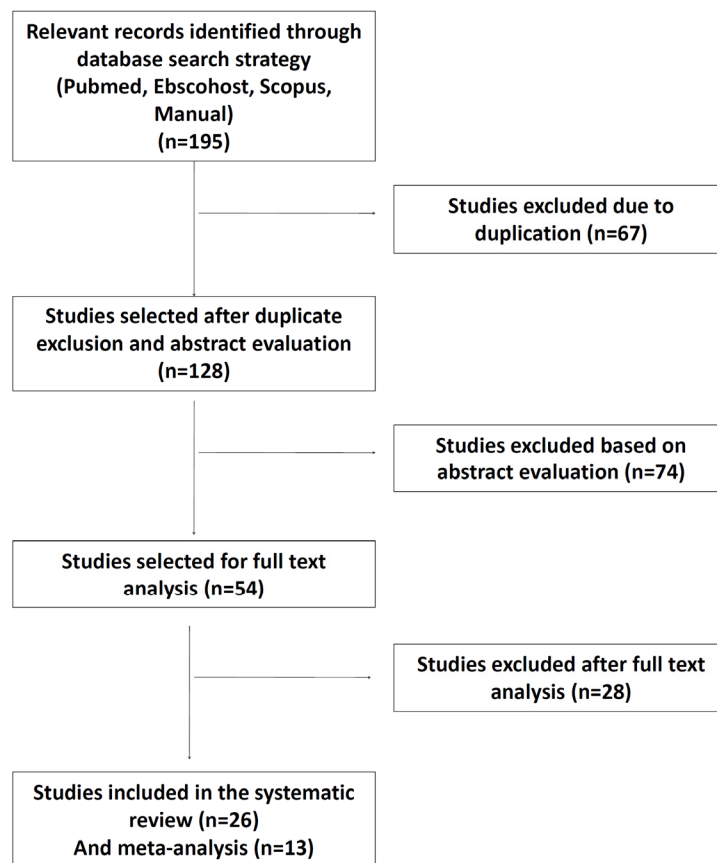 Relevant records identified through
database search strategy
(Pubmed, Ebscohost, Scopus,
Manual)
(n=195)
Studies excluded due to
duplication (n=67)
Studies selected after duplicate
exclusion and abstract evaluation
(n=128)
Studies excluded based on
abstract evaluation (n=74)
Studies selected for full text
analysis (n=54)
Studies excluded after full text
analysis (n=28)
Studies included in the systematic
review (n=26)
And meta-analysis (n=13)